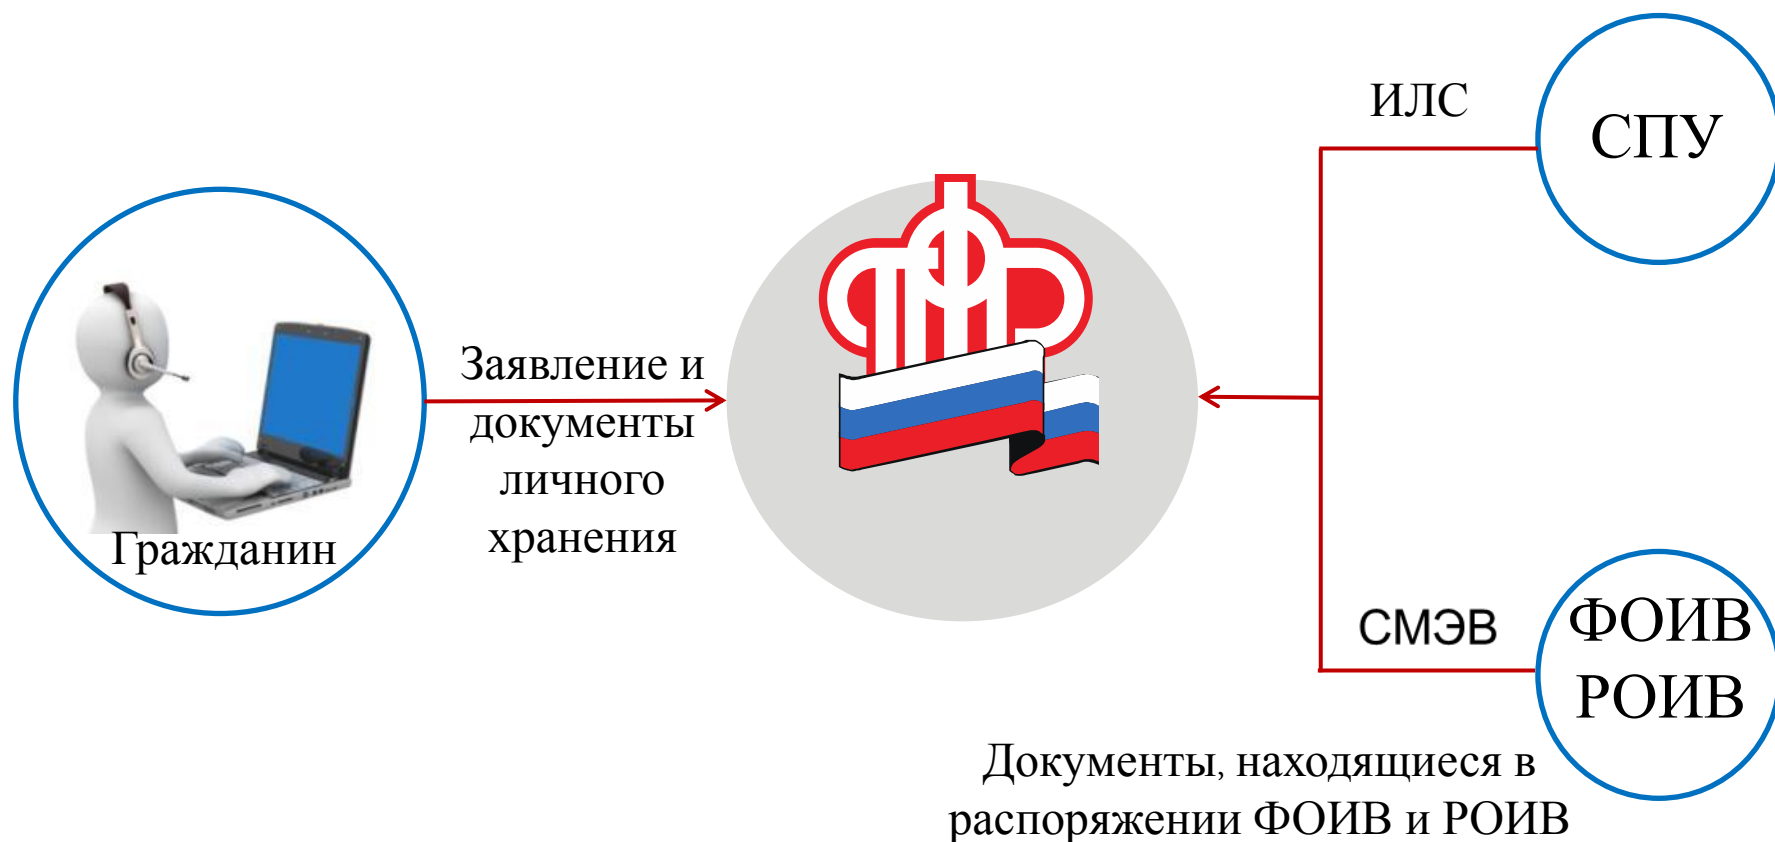 Гражданин
Заявление и
документы
личного
хранения
ИЛС
СПУ
СМЭВ
ФОИВ
РОИВ
Документы, находящиеся в
распоряжении ФОИВ и РОИВ